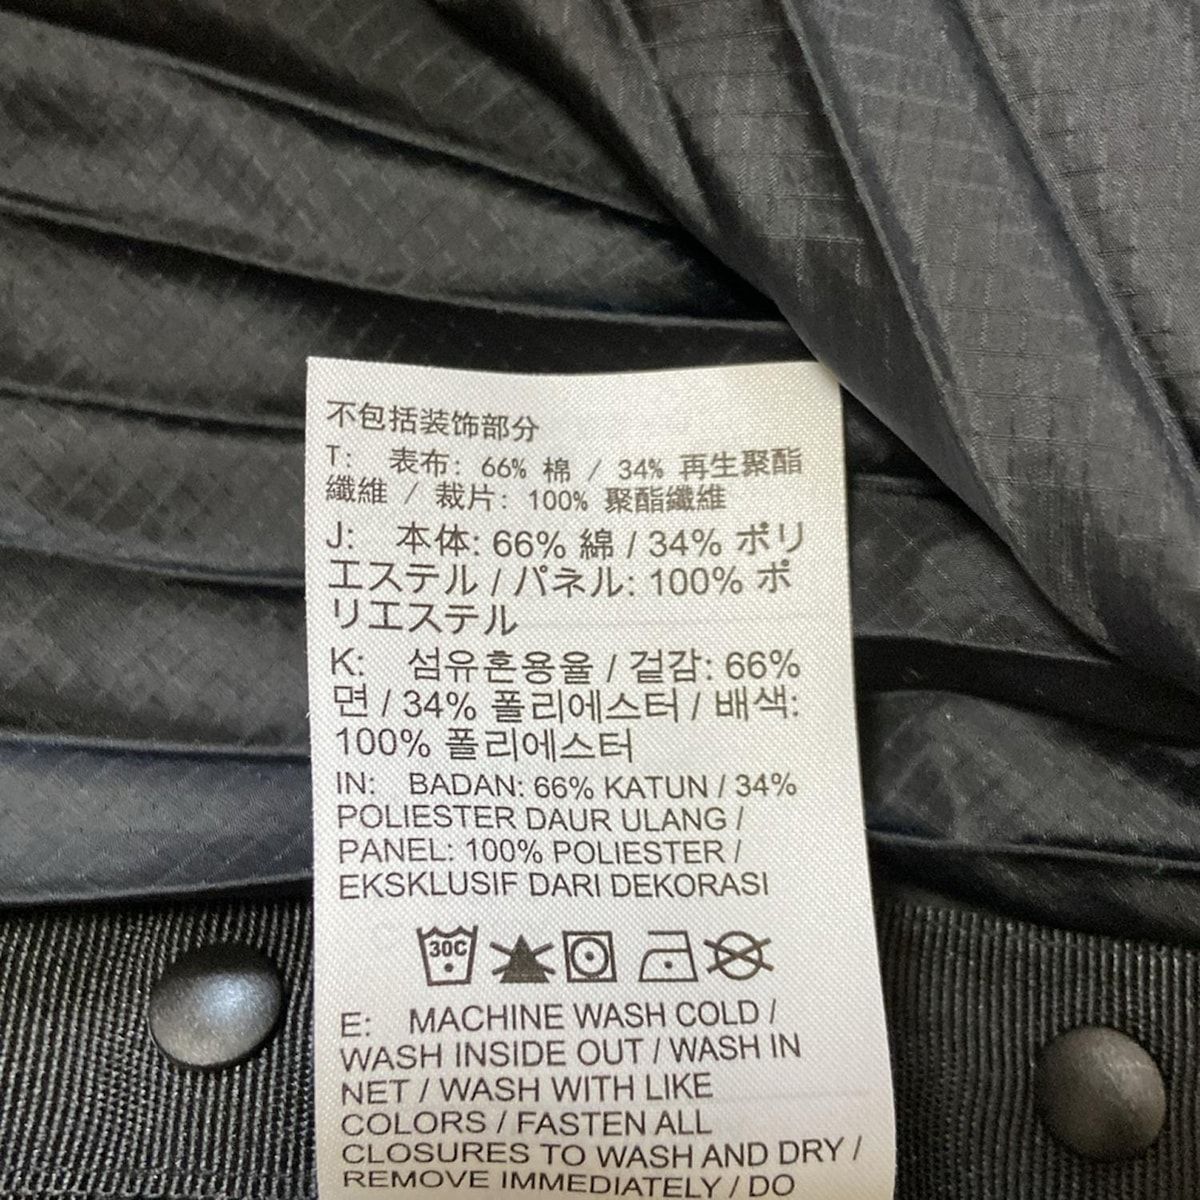 不包括装饰部分
T: 表布: 66% 棉 / 34% 再生聚酯
纖維 / 裁片: 100% 聚酯纖維
J: 本体: 66% 綿 / 34% ポリ
エステル / パネル: 100% ポ
リエステル
K: 섬유혼용율 / 겉감: 66%
면 / 34% 폴리에스터 / 배색:
100% 폴리에스터
IN: BADAN: 66% KATUN / 34%
POLIESTER DAUR ULANG /
PANEL: 100% POLIESTER /
EKSKLUSIF DARI DEKORASI
30C
E: MACHINE WASH COLD /
WASH INSIDE OUT / WASH IN
NET / WASH WITH LIKE
COLORS / FASTEN ALL
CLOSURES TO WASH AND DRY /
REMOVE IMMEDIATELY / DO